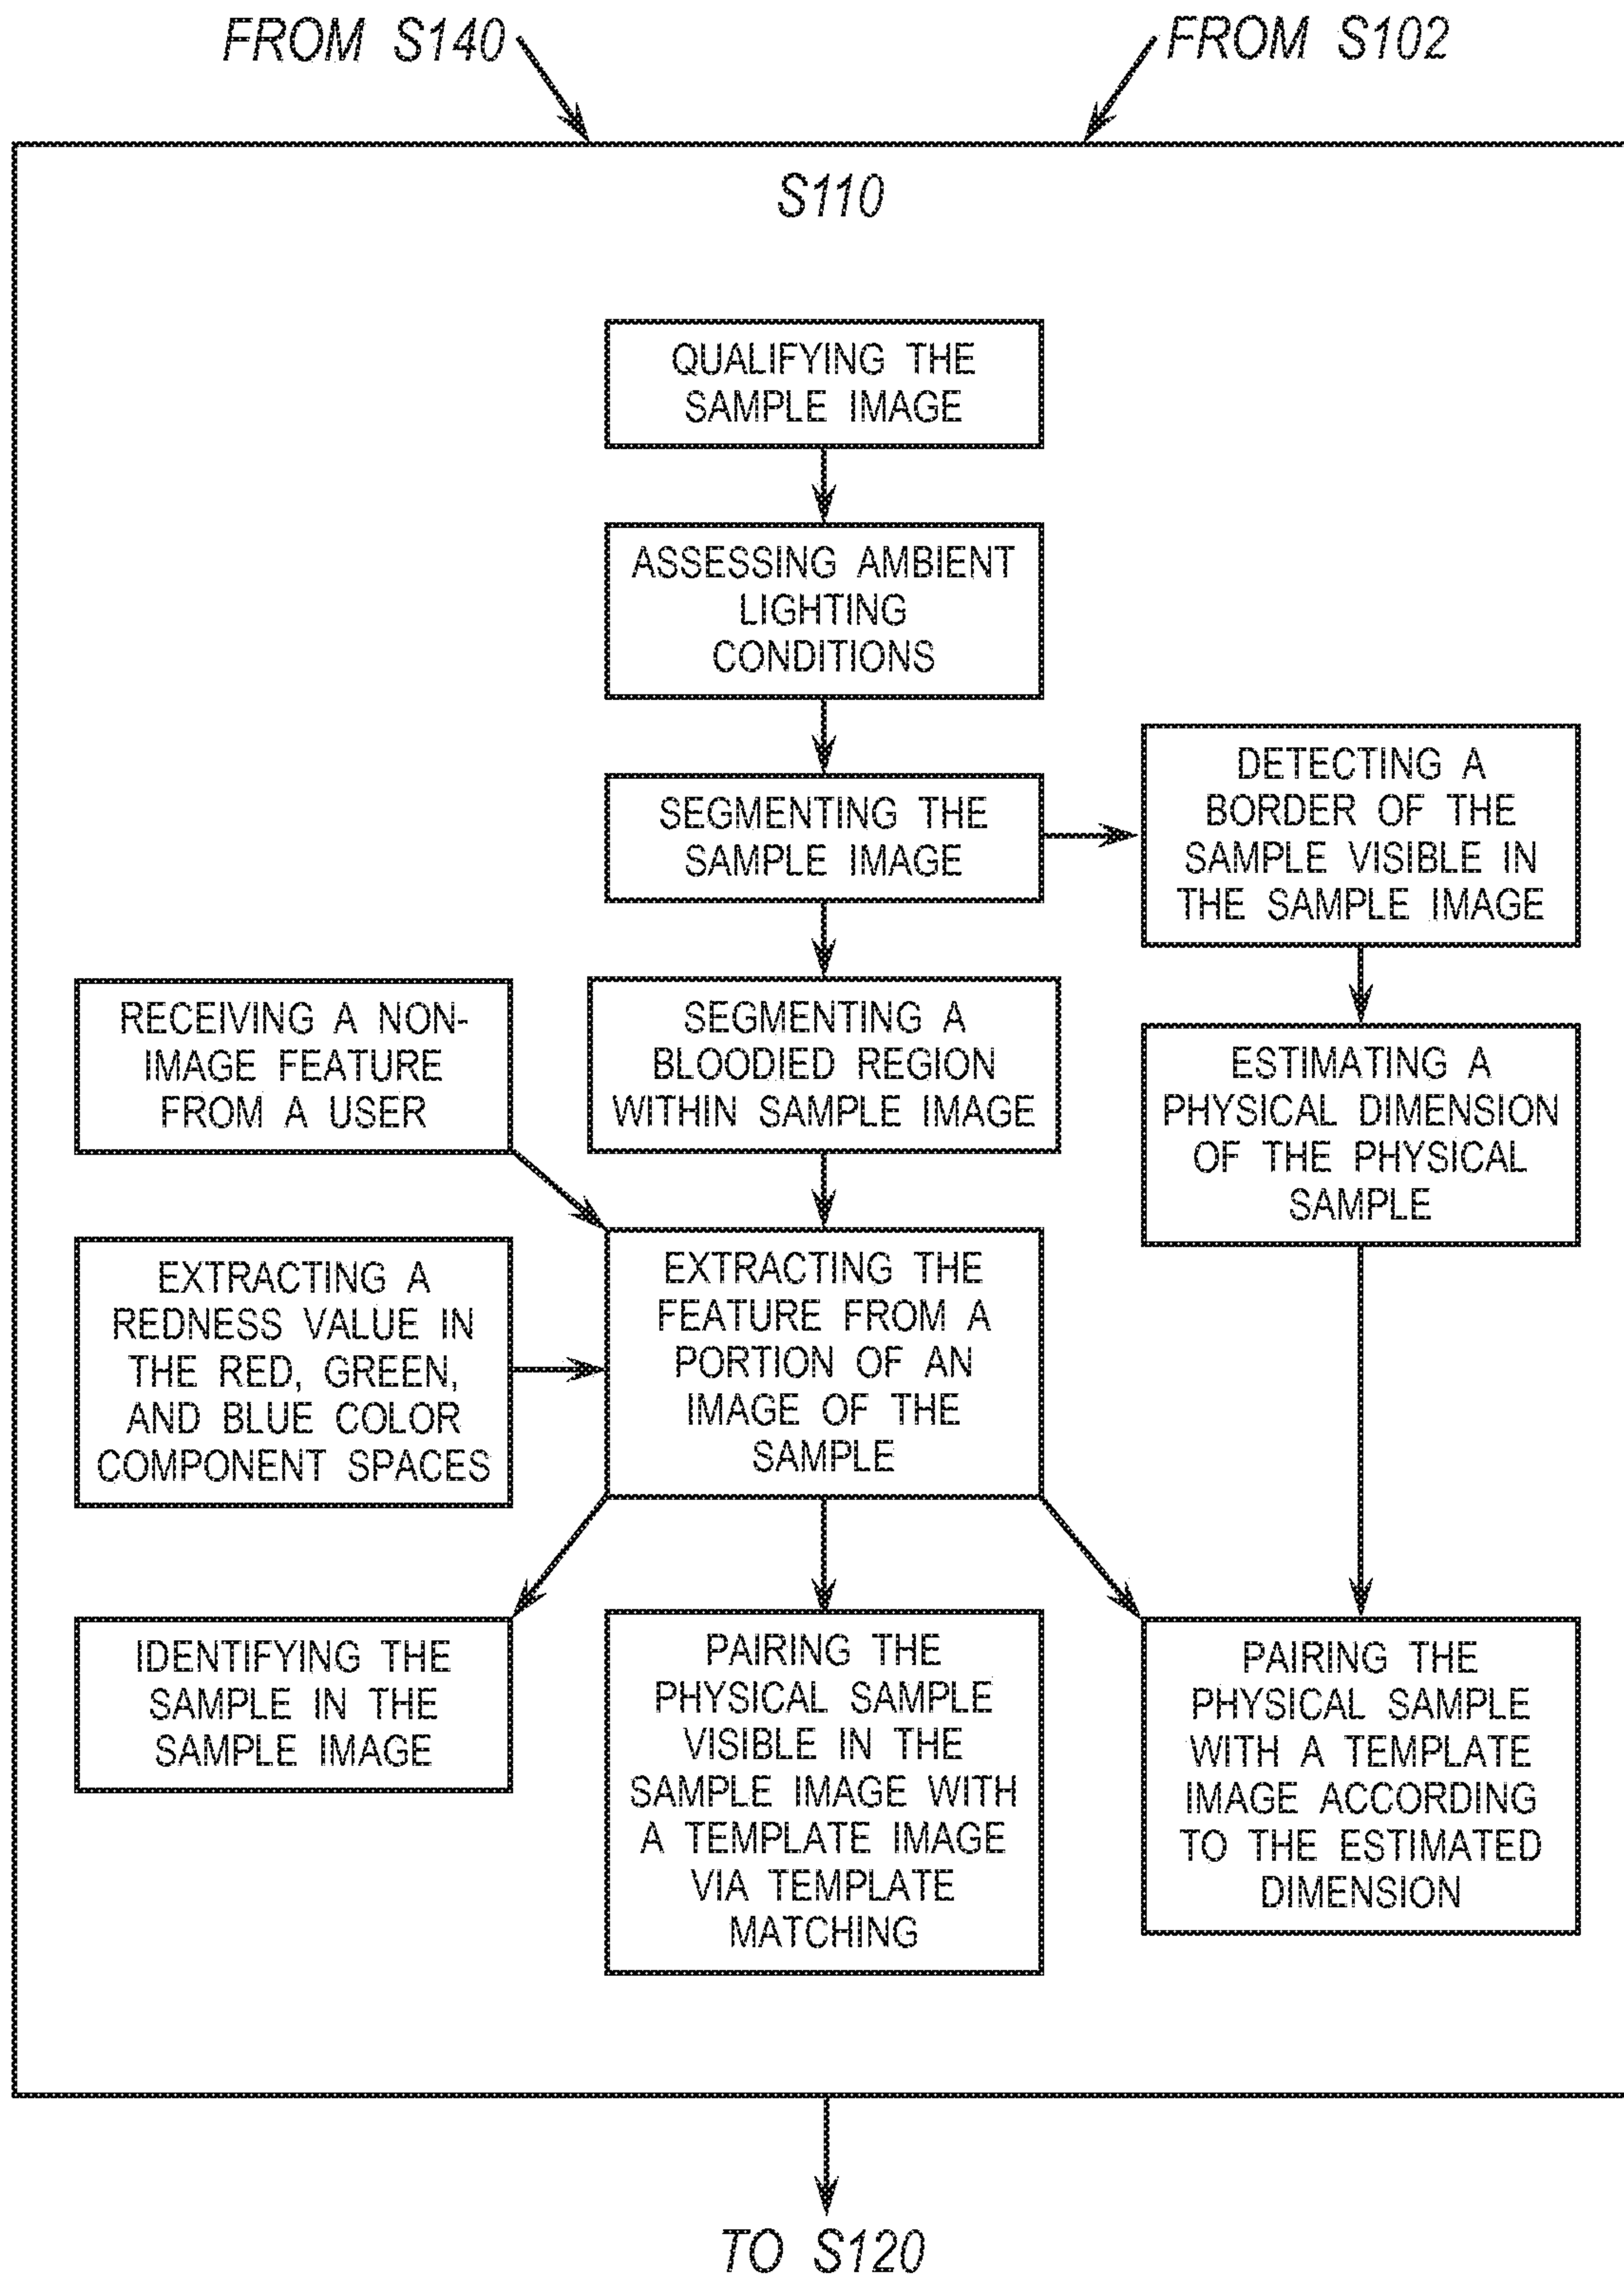 FROM S140
FROM S102
S110
QUALIFYING THE
SAMPLE IMAGE
ASSESSING AMBIENT
LIGHTING
CONDITIONS
SEGMENTING THE
SAMPLE IMAGE
DETECTING A
BORDER OF THE
SAMPLE VISIBLE IN
THE SAMPLE IMAGE
RECEIVING A NON-
IMAGE FEATURE
FROM A USER
SEGMENTING A
BLOODIED REGION
WITHIN SAMPLE IMAGE
ESTIMATING A
PHYSICAL DIMENSION
OF THE PHYSICAL
SAMPLE
EXTRACTING A
REDNESS VALUE IN
THE RED, GREEN,
AND BLUE COLOR
COMPONENT SPACES
EXTRACTING THE
FEATURE FROM A
PORTION OF AN
IMAGE OF THE
SAMPLE
IDENTIFYING THE
SAMPLE IN THE
SAMPLE IMAGE
PAIRING THE
PHYSICAL SAMPLE
VISIBLE IN THE
SAMPLE IMAGE WITH
A TEMPLATE IMAGE
VIA TEMPLATE
MATCHING
PAIRING THE
PHYSICAL SAMPLE
WITH A TEMPLATE
IMAGE ACCORDING
TO THE ESTIMATED
DIMENSION
TO S120